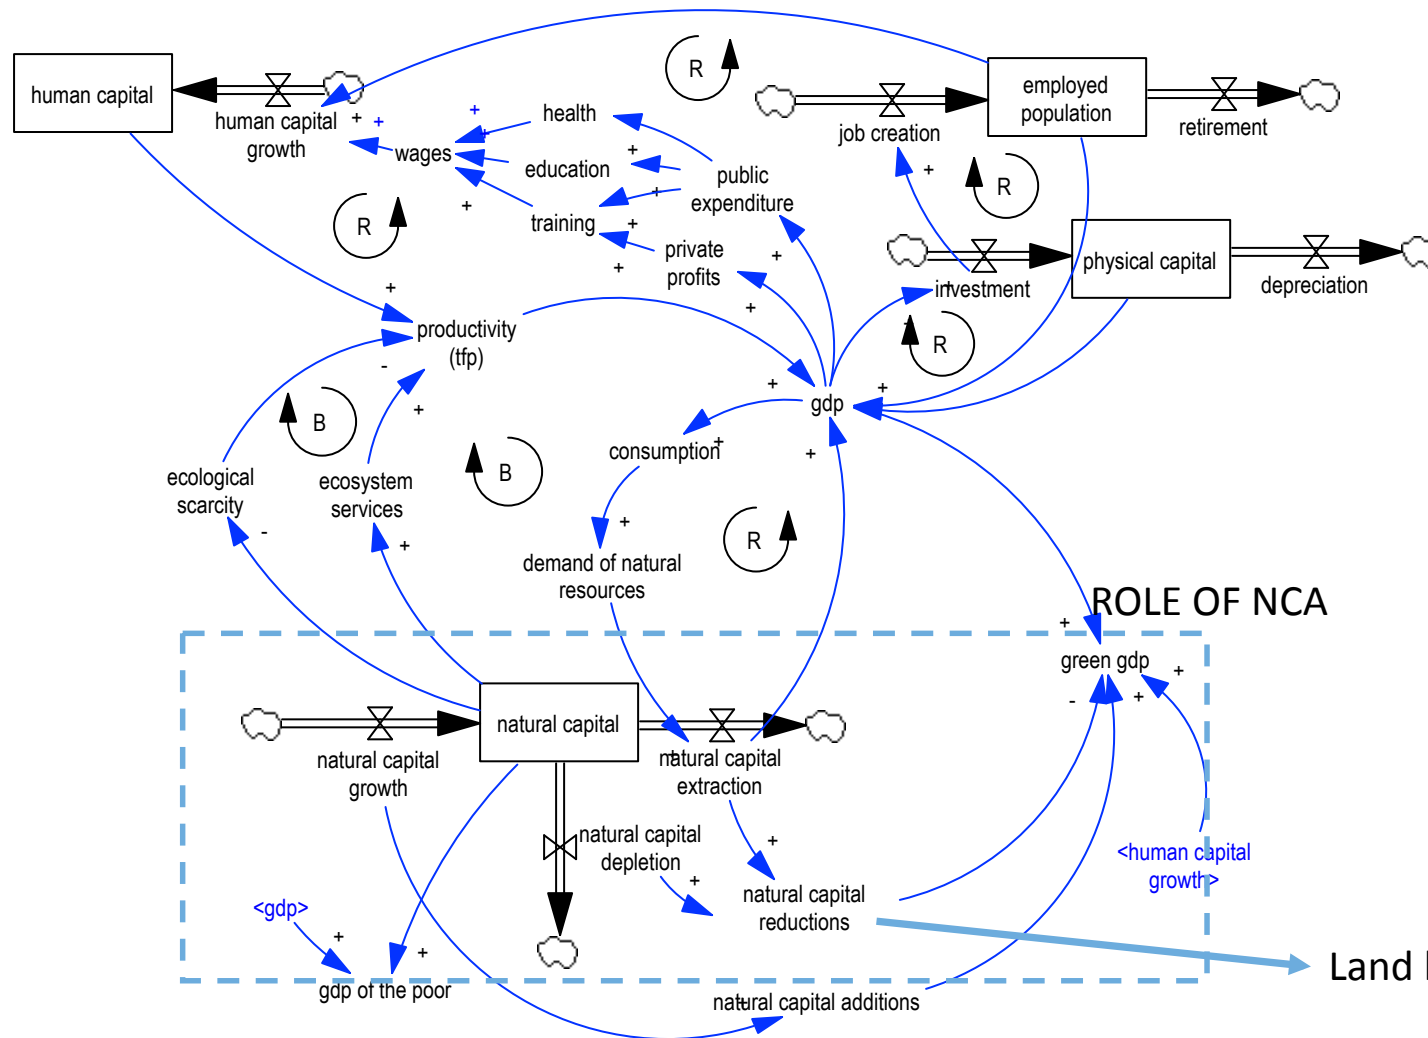 human capital
human capital
growth
+
+
+
+
wages
health
education
training
+
+
+
+
+
public
expenditure
private
profits
+
+
R
R
job creation
employed
population
retirement
+
R
investment
+
physical capital
depreciation
R
+
productivity
(tfp)
-
+
B
B
gdp
+
+
+
consumption
+
ecological
scarcity
ecosystem
services
-
+
+
R
demand of natural
resources
ROLE OF NCA
+
green gdp
+
-
+
natural capital
natural capital
growth
natural capital
extraction
+
natural capital
depletion
+
+
natural capital
reductions
<human capital
growth>
<gdp>
+
+
gdp of the poor
natural capital additions
+
Land